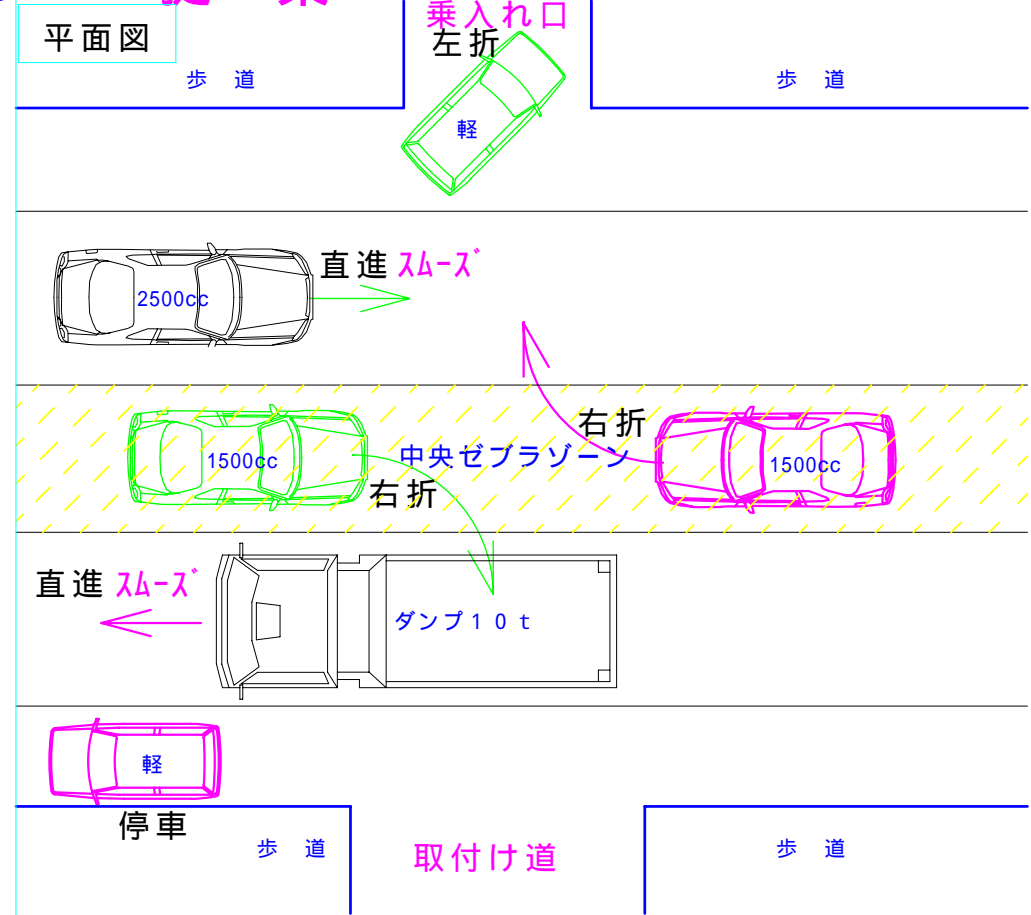 乗入れ口
平面図
左折
歩 道
歩 道
軽
直進 ｽﾑｰｽﾞ
2500cc
右折
中央ゼブラゾーン
1500cc
1500cc
右折
直進 ｽﾑｰｽﾞ
ダンプ１０ｔ
軽
停車
歩 道
取付け道
歩 道